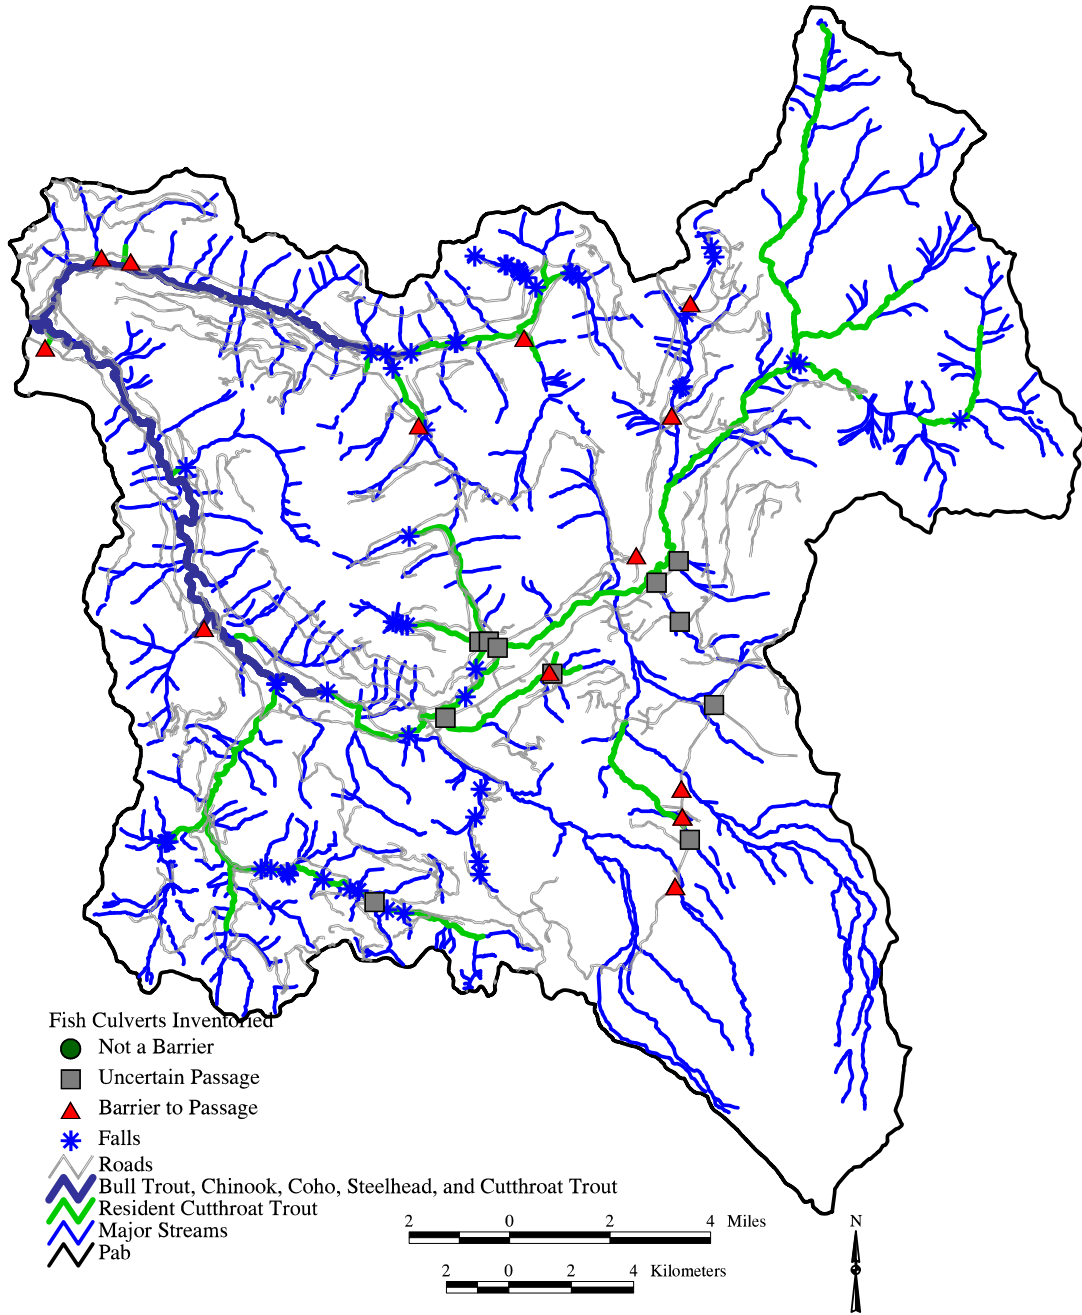 Fish Culverts Inventoried
Not a Barrier
Uncertain Passage
Barrier to Passage
Falls
Roads
Bull Trout, Chinook, Coho, Steelhead, and Cutthroat Trout
Resident Cutthroat Trout
Major Streams
Pab
2 0 2 4 Miles
2 0 2 4 Kilometers
N